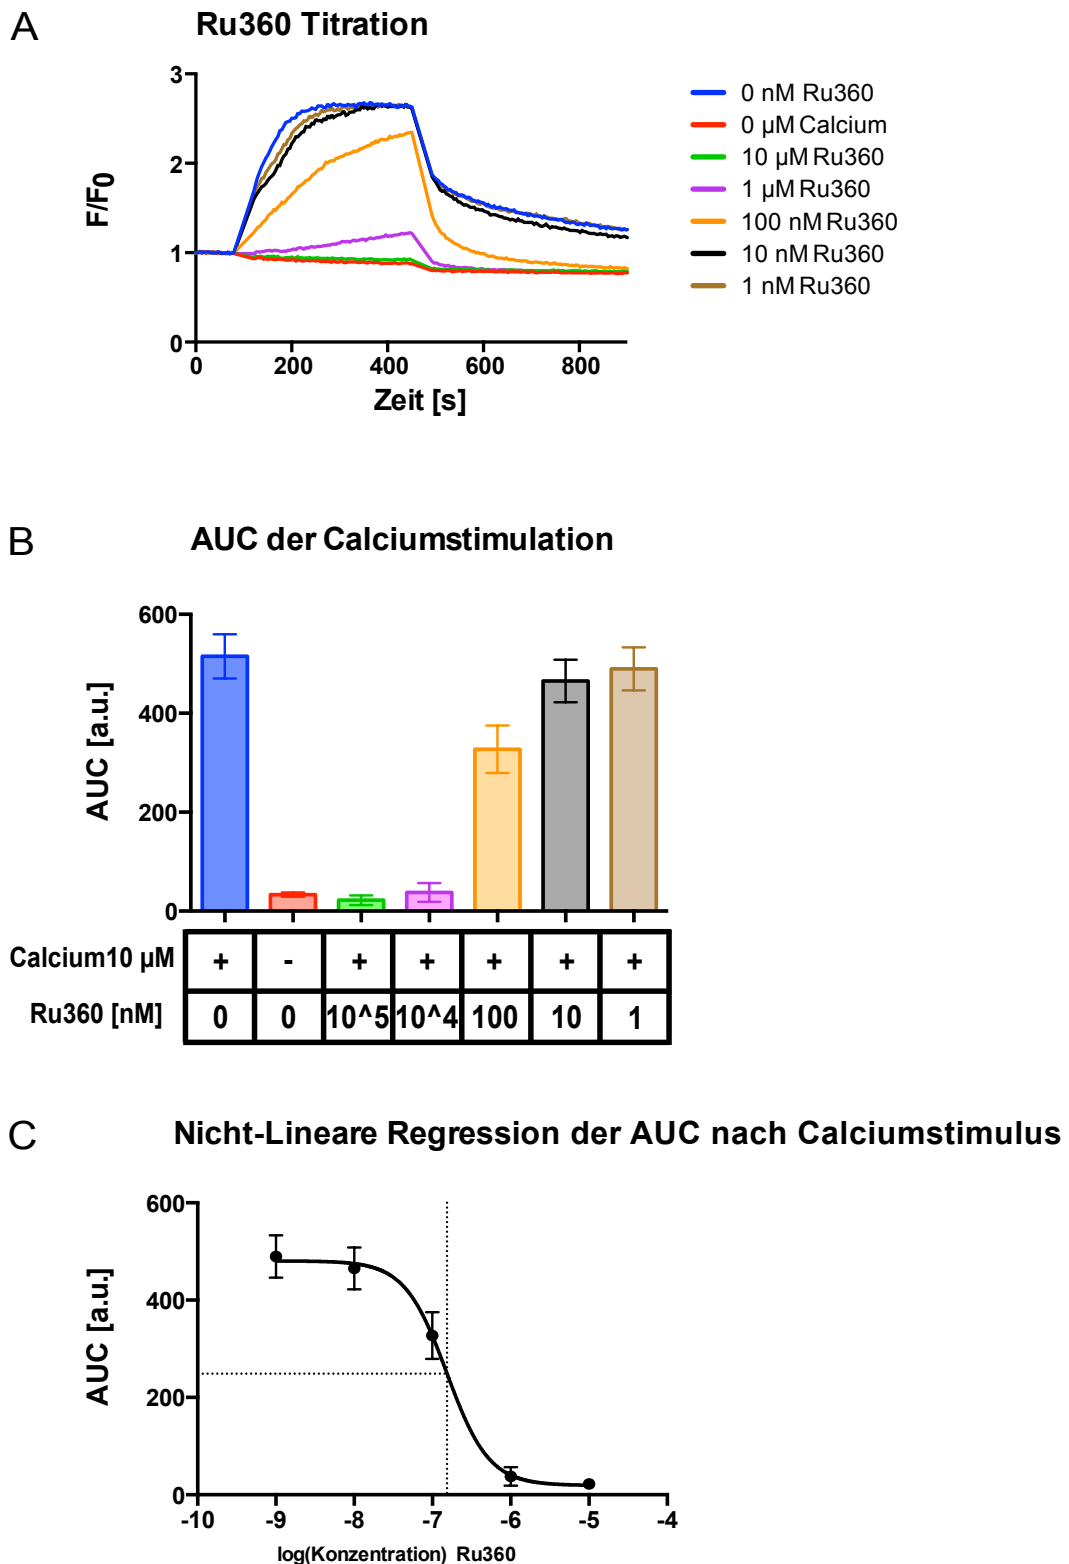 A
Ru360 Titration
3
2
1
0
F/F0
0 200 400 600 800
Zeit [s]
0 nM Ru360
0 µM Calcium
10 µM Ru360
1 µM Ru360
100 nM Ru360
10 nM Ru360
1 nM Ru360
B
AUC der Calciumstimulation
600
400
200
0
AUC [a.u.]
Calcium10 µM + - + + + + +
Ru360 [nM] 0 0 10^5 10^4 100 10 1
C
Nicht-Lineare Regression der AUC nach Calciumstimulus
600
400
200
0
AUC [a.u.]
-10 -9 -8 -7 -6 -5 -4
log(Konzentration) Ru360